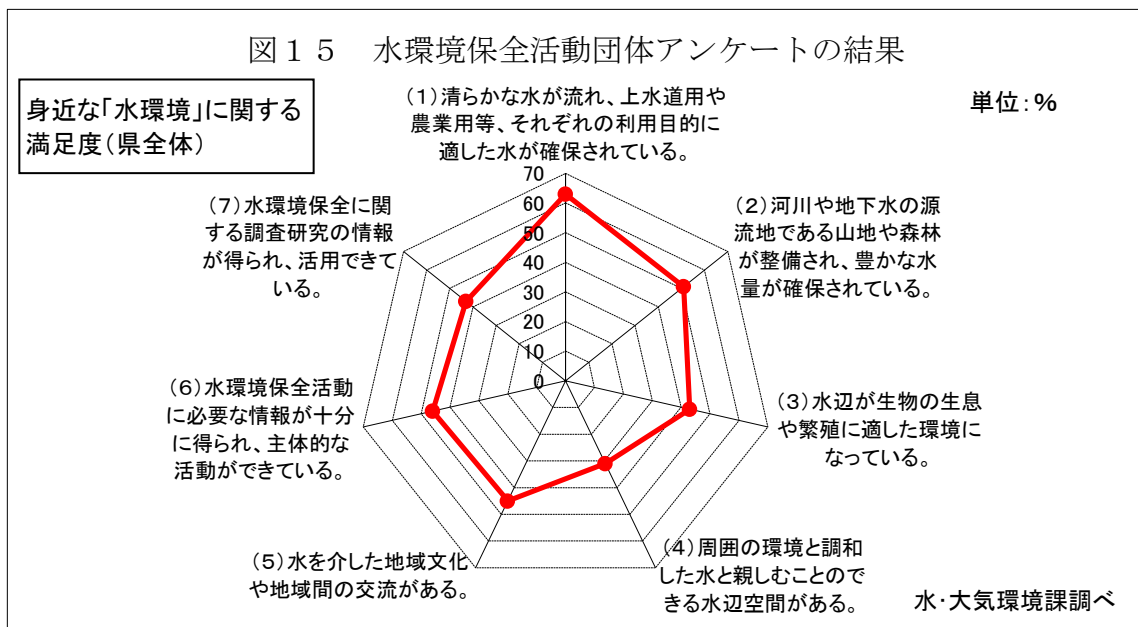 図15 水環境保全活動団体アンケートの結果
身近な「水環境」に関する
満足度(県全体)
単位:%
(1)清らかな水が流れ、上水道用や
農業用等、それぞれの利用目的に
適した水が確保されている。
(2)河川や地下水の源
流地である山地や森林
が整備され、豊かな水
量が確保されている。
(3)水辺が生物の生息
や繁殖に適した環境に
なっている。
(4)周囲の環境と調和
した水と親しむことので
きる水辺空間がある。
(5)水を介した地域文化
や地域間の交流がある。
(6)水環境保全活動
に必要な情報が十分
に得られ、主体的な
活動ができている。
(7)水環境保全に関
する調査研究の情報
が得られ、活用できて
いる。
70
60
50
40
30
20
10
0
水・大気環境課調べ